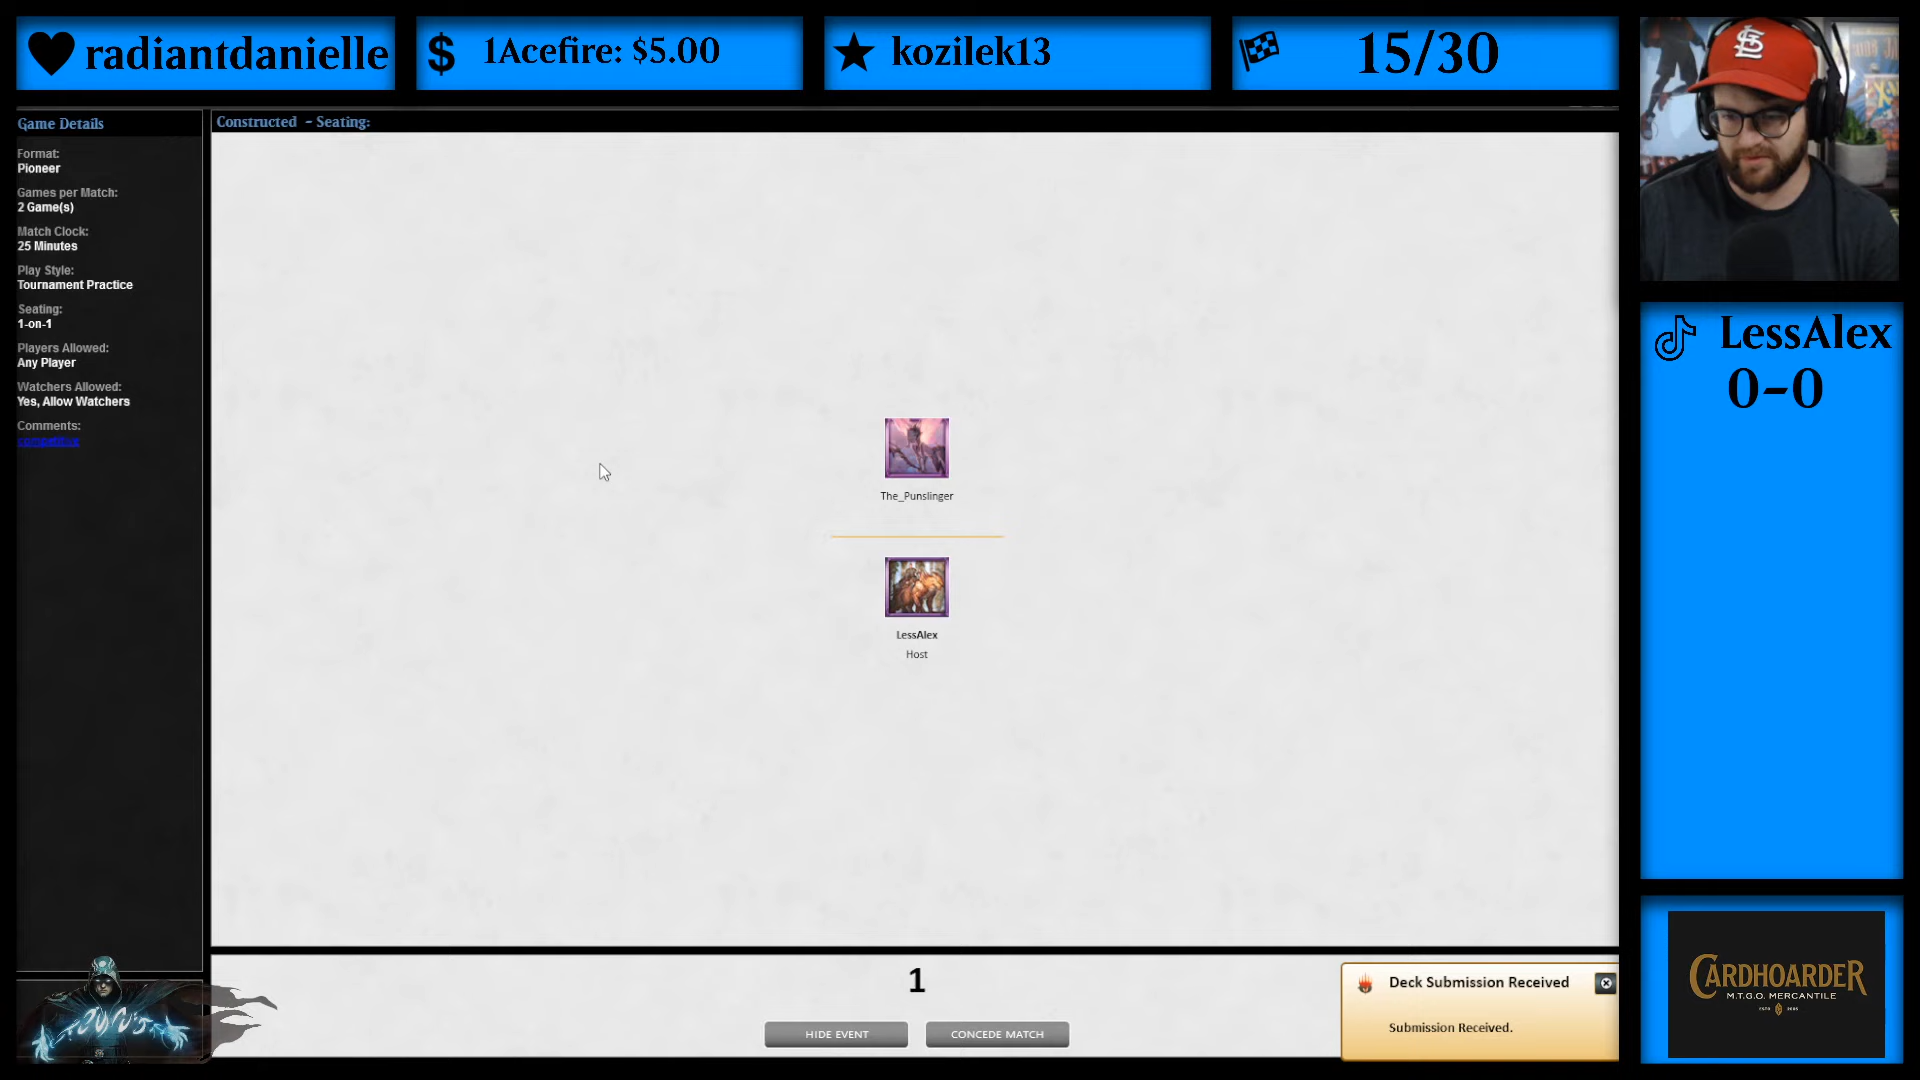 radiantdanielle
$ 1Acefire: $5.00
kozilek13
15/30
Game Details
Format:
Pioneer
Games per Match:
2 Game(s)
Match Clock:
25 Minutes
Play Style:
Tournament Practice
Seating:
1-on-1
Players Allowed:
Any Player
Watchers Allowed:
Yes, Allow Watchers
Comments:
competitive
Constructed - Seating:
The_Punslinger
LessAlex
Host
1
HIDE EVENT
CONCEDE MATCH
Deck Submission Received
Submission Received.
LessAlex
0-0
CARDHOARDER
M.T.G.O. MERCANTILE